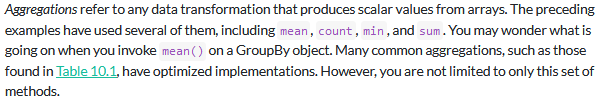 Aggregations refer to any data transformation that produces scalar values from arrays. The preceding
examples have used several of them, including mean, count, min, and sum. You may wonder what is
going on when you invoke mean() on a GroupBy object. Many common aggregations, such as those
found in Table 10.1, have optimized implementations. However, you are not limited to only this set of
methods.